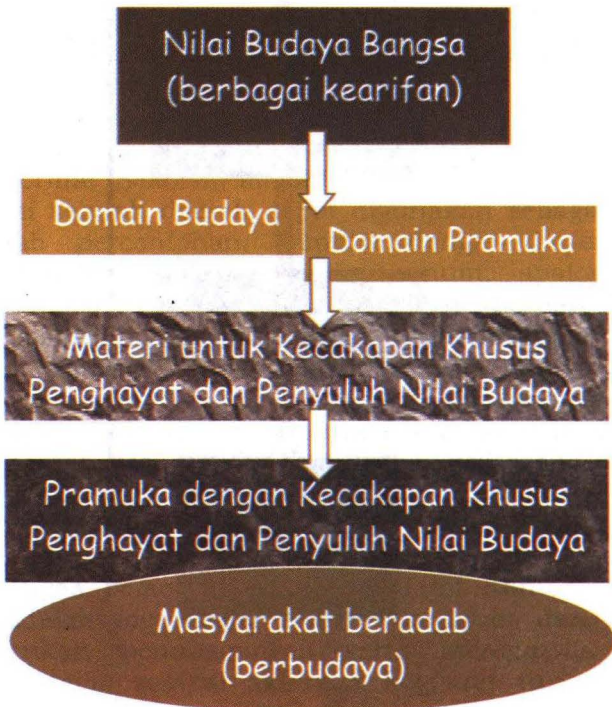 Nilai Budaya Bangsa
(berbagai kearifan)
Domain Budaya
Domain Pramuka
Materi untuk Kecakapan Khusus
Penghayat dan Penyuluh Nilai Budaya
Pramuka dengan Kecakapan Khusus
Penghayat dan Penyuluh Nilai Budaya
Masyarakat beradab
(berbudaya)